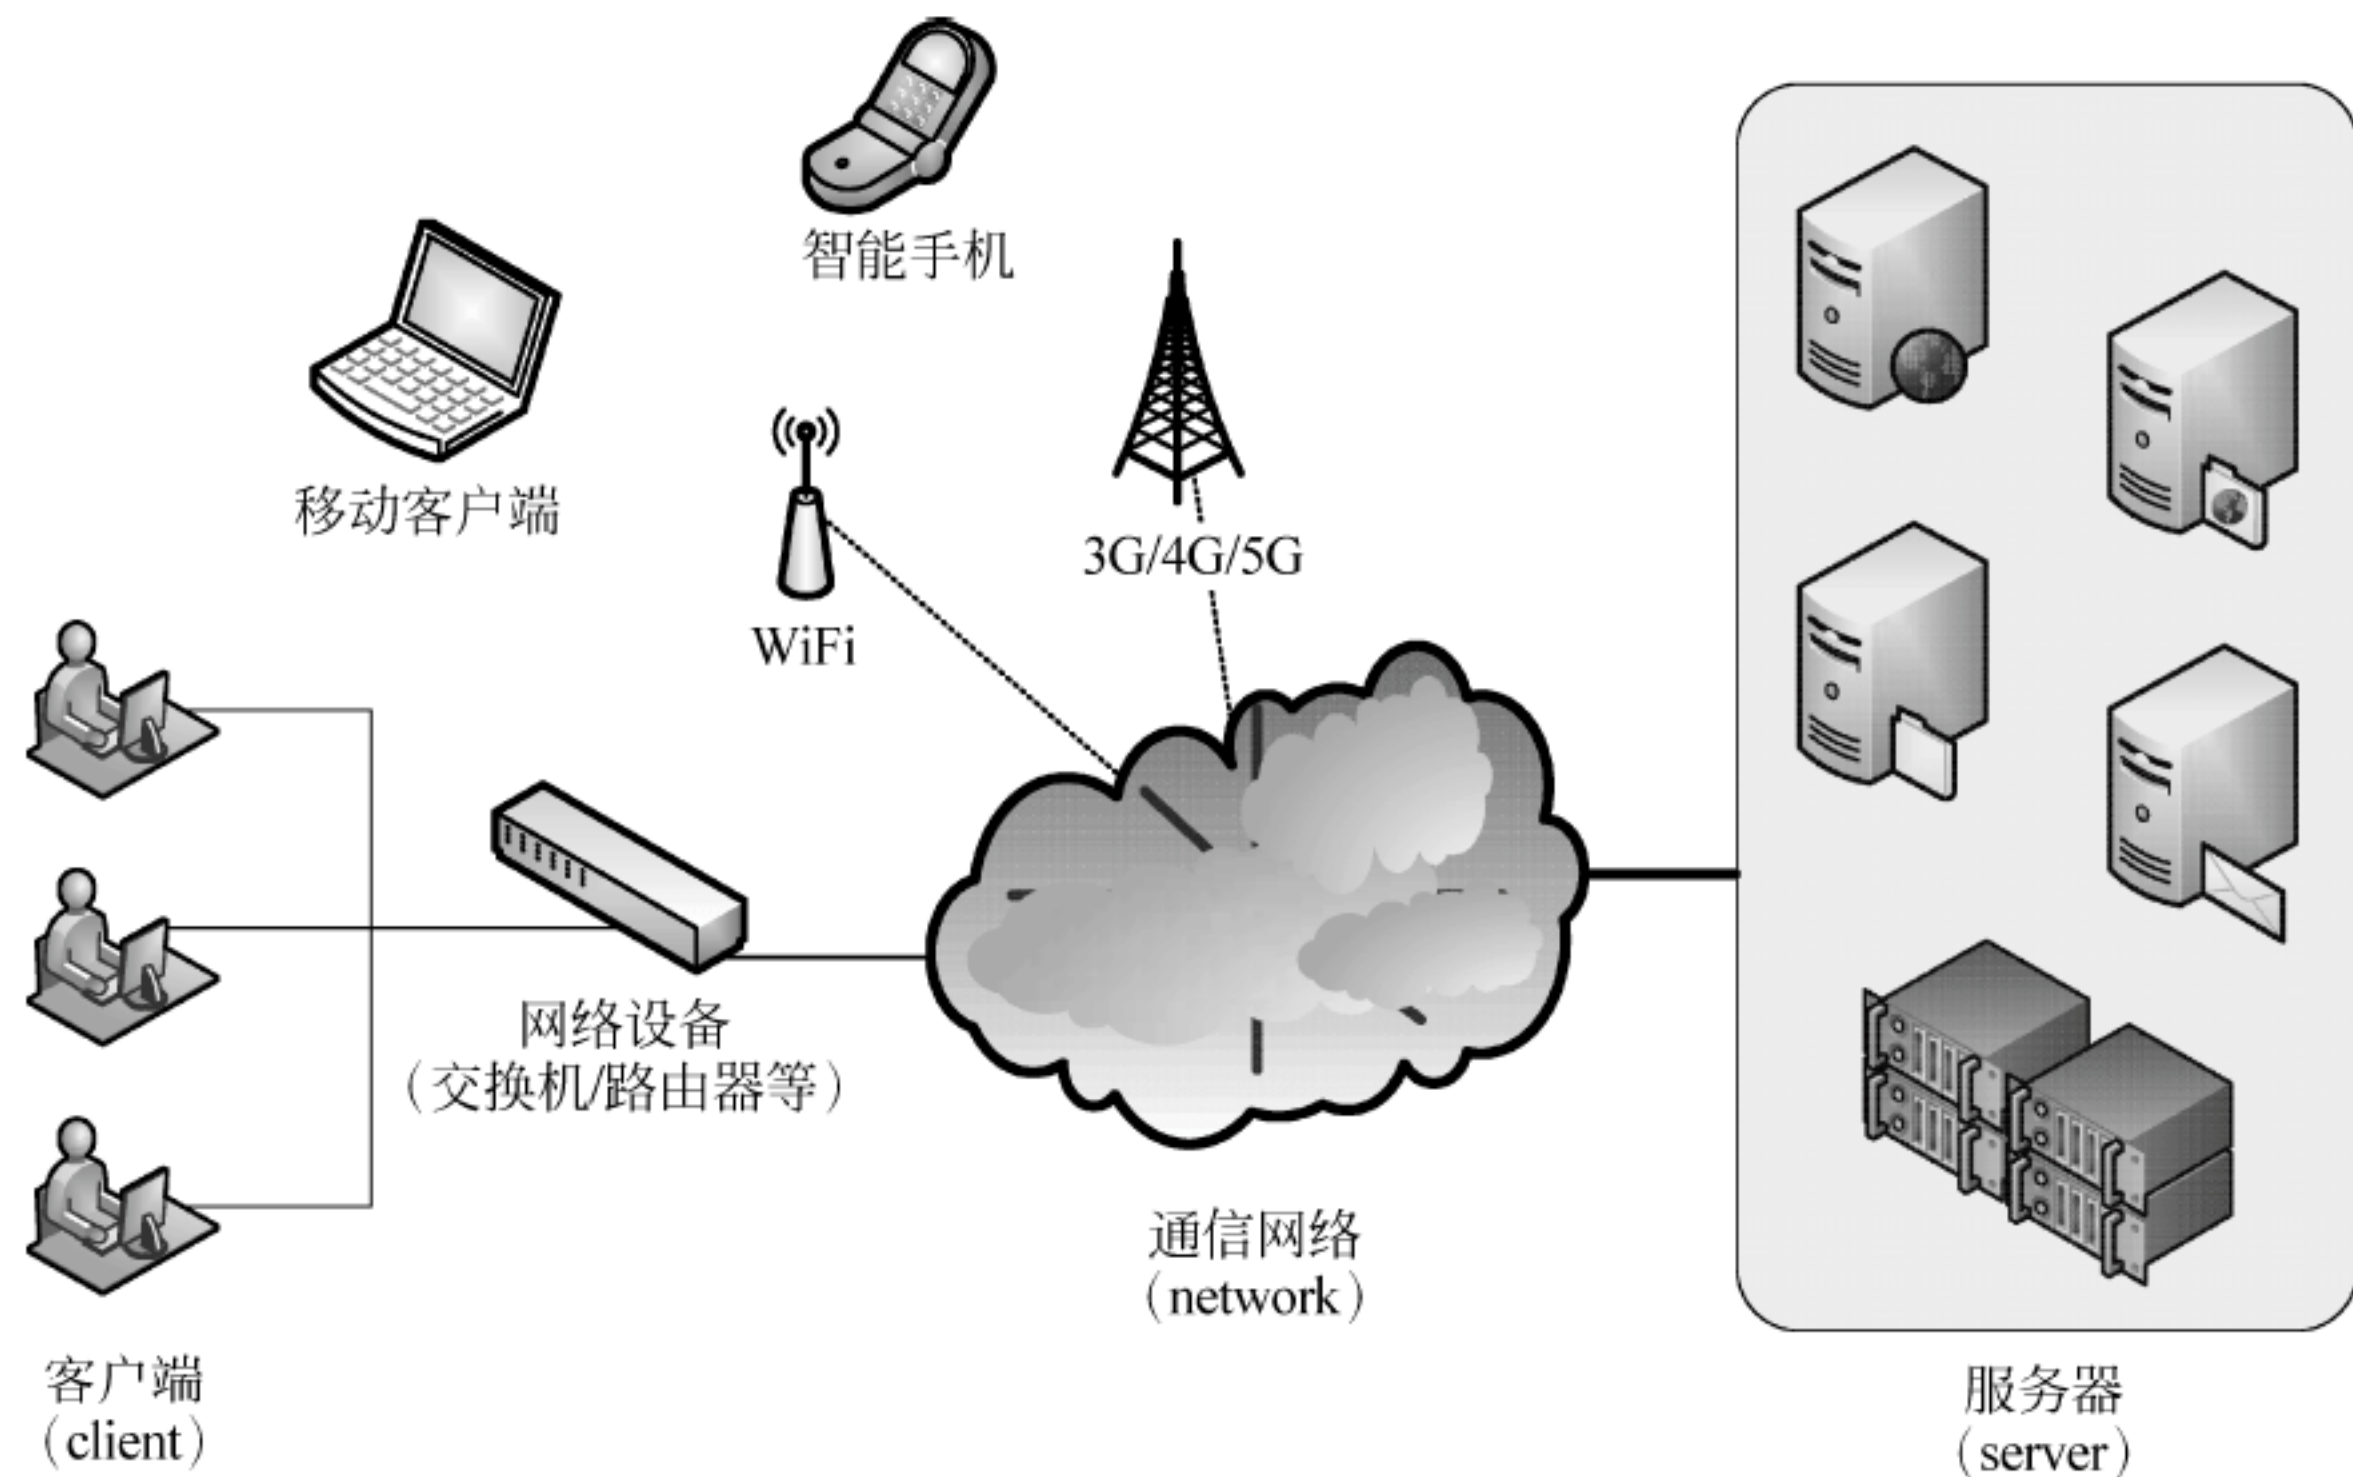 智能手机
移动客户端
3G/4G/5G
WiFi
网络设备
（交换机/路由器等）
通信网络
（network）
客户端
（client）
服务器
（server）